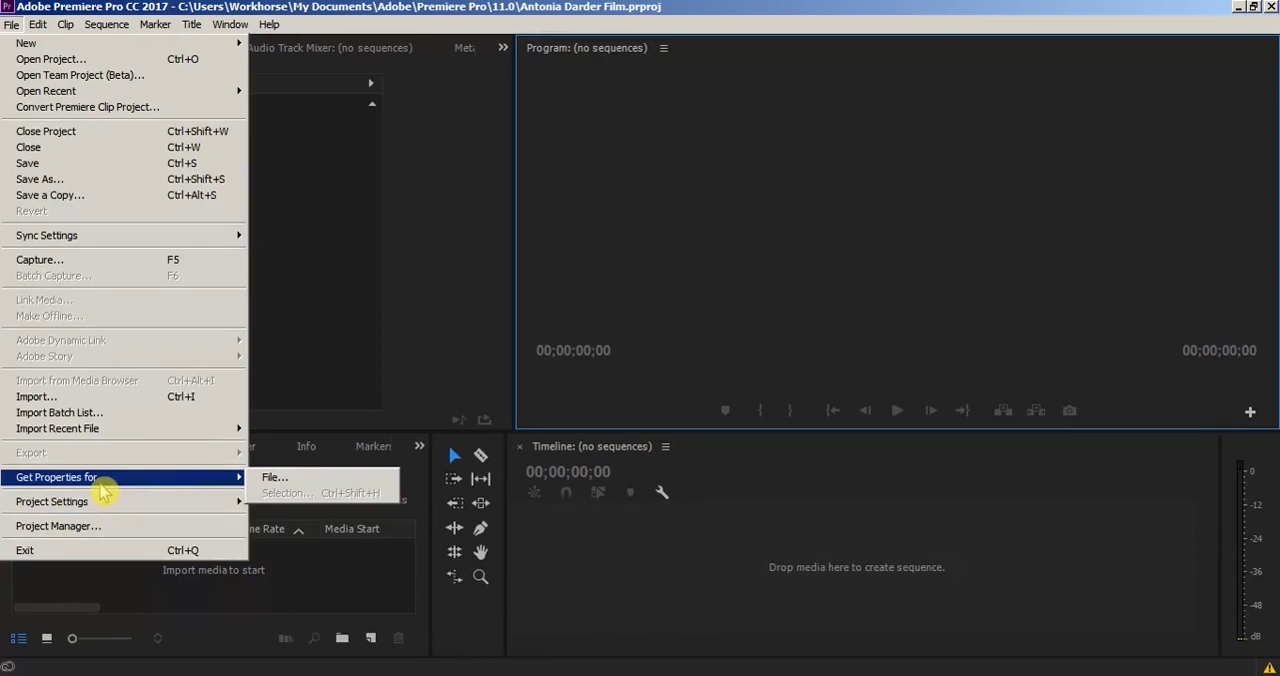 Adobe Premiere Pro CC 2017 - C:\Users\Workhorse\My Documents\Adobe\Premiere Pro\11.0\Antonia Darder Film.prproj
File Edit Clip Sequence Marker Title Window Help
New
Open Project... Ctrl+O
Open Team Project (Beta)...
Open Recent
Convert Premiere Clip Project...
Close Project Ctrl+Shift+W
Close Ctrl+W
Save Ctrl+S
Save As... Ctrl+Shift+S
Save a Copy... Ctrl+Alt+S
Revert
Sync Settings
Capture... F5
Batch Capture... F6
Link Media...
Make Offline...
Adobe Dynamic Link
Adobe Story
Import from Media Browser Ctrl+Alt+I
Import... Ctrl+I
Import Batch List...
Import Recent File
Export
Get Properties for
Project Settings
Project Manager...
Exit Ctrl+Q
File...
Selection... Ctrl+Shift+H
Audio Track Mixer: (no sequences)
Program: (no sequences)
00;00;00;00 00;00;00;00
Info Markers
Media Start
Import media to start
Timeline: (no sequences)
00;00;00;00
Drop media here to create sequence.
0
-12
-24
-36
-48
dB